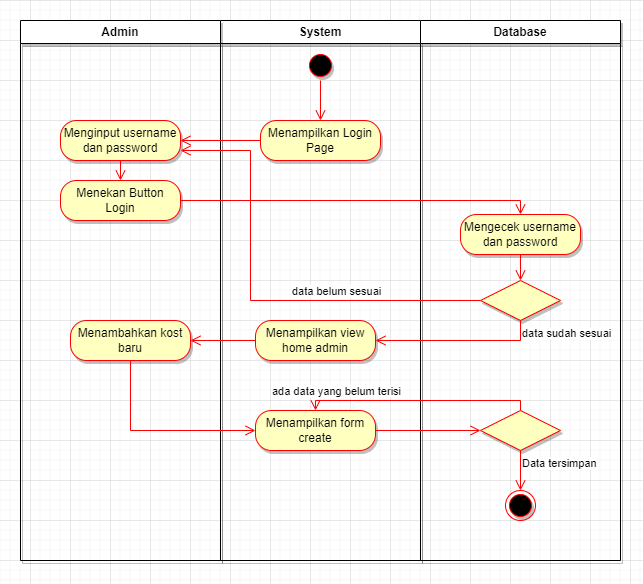 Admin
System
Database
Menampilkan Login
Page
Menginput username
dan password
Menekan Button
Login
Mengecek username
dan password
data belum sesuai
data sudah sesuai
Menampilkan view
home admin
Menambahkan kost
baru
ada data yang belum terisi
Menampilkan form
create
Data tersimpan